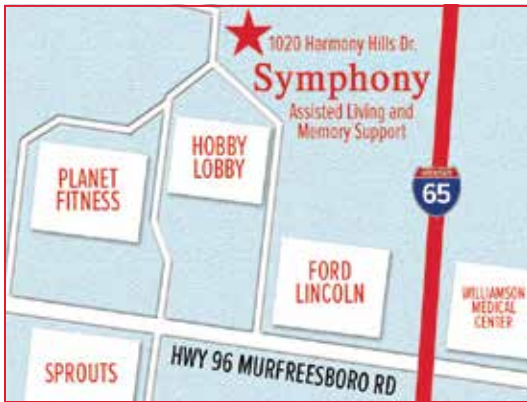 1020 Harmony Hills Dr.
Symphony
Assisted Living and
Memory Support
HOBBY
LOBBY
PLANET
FITNESS
INTERSTATE
65
FORD
LINCOLN
WILLIAMSON
MEDICAL
CENTER
HWY 96 MURFREESBORO RD
SPROUTS